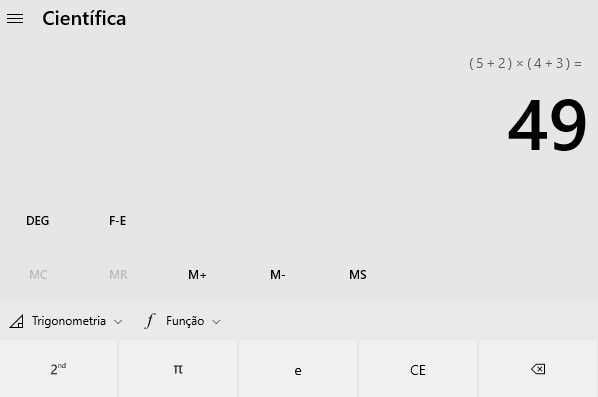 Científica
(5+2)×(4+3)=
49
DEG F-E
MC MR M+ M- MS
Trigonometria f Função
2nd π e CE